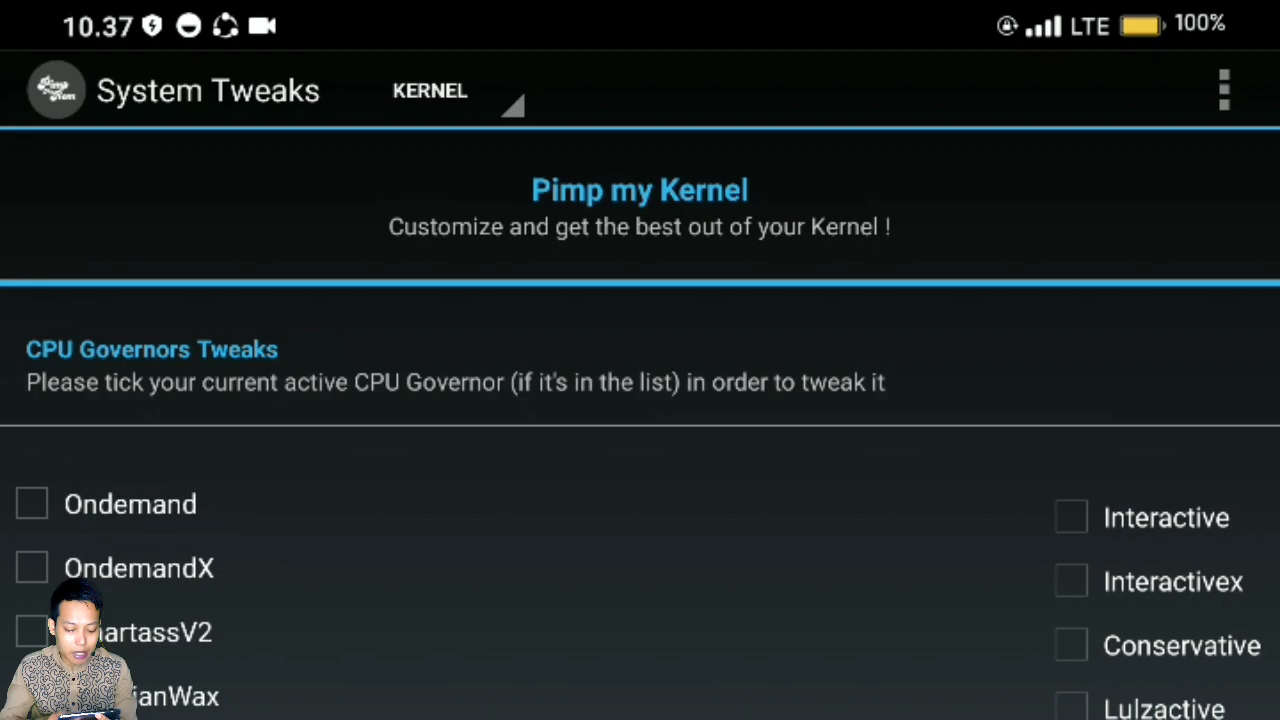 10.37
LTE 100%
System Tweaks
KERNEL
Pimp my Kernel
Customize and get the best out of your Kernel !
CPU Governors Tweaks
Please tick your current active CPU Governor (if it's in the list) in order to tweak it
Ondemand
Interactive
OndemandX
Interactivex
artassV2
Conservative
ianWax
Lulzactive